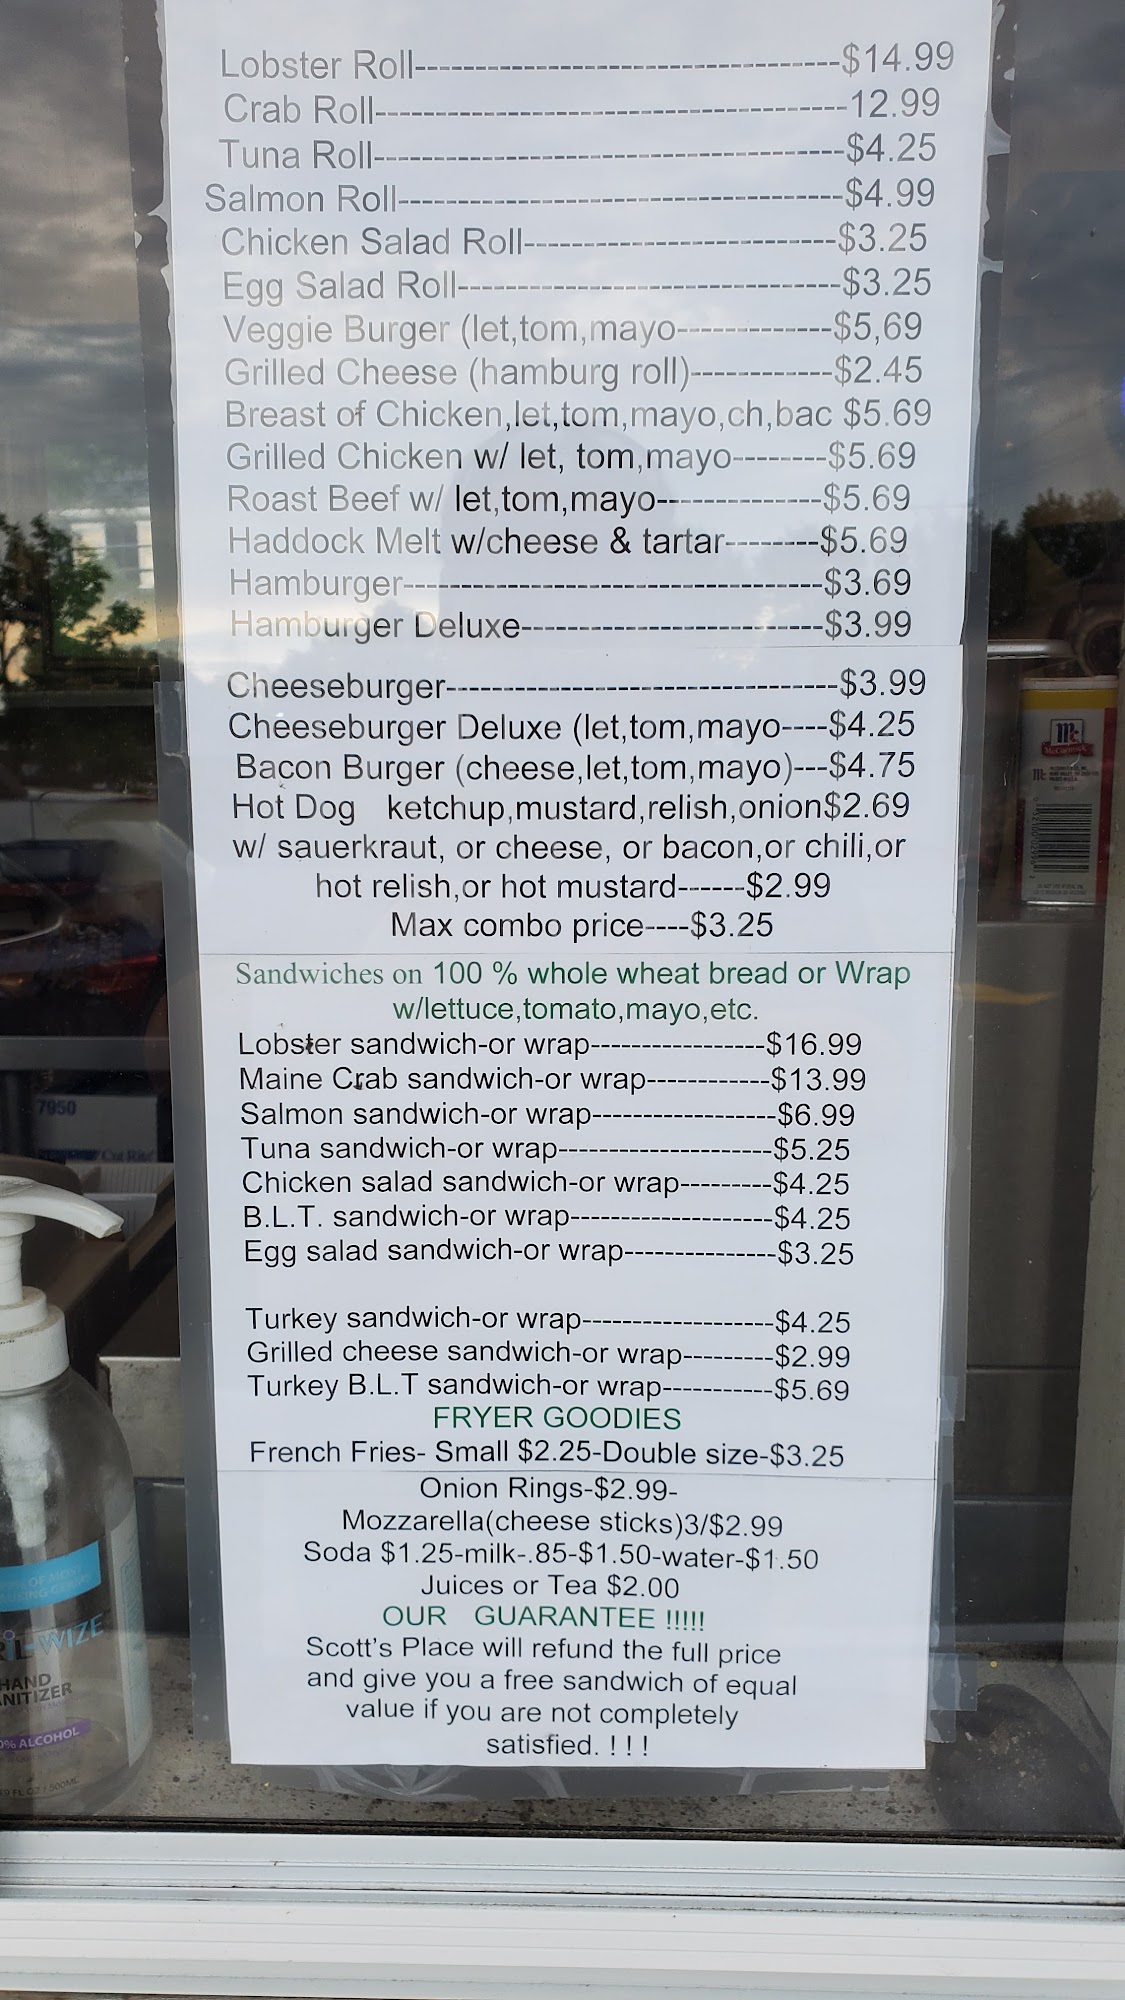 Lobster Roll-----------------------------------$14.99
Crab Roll---------------------------------------12.99
Tuna Roll---------------------------------------$4.25
Salmon Roll-------------------------------------$4.99
Chicken Salad Roll--------------------------$3.25
Egg Salad Roll--------------------------------$3.25
Veggie Burger (let,tom,mayo-------------$5,69
Grilled Cheese (hamburg roll)------------$2.45
Breast of Chicken,let,tom,mayo,ch,bac $5.69
Grilled Chicken w/ let, tom,mayo--------$5.69
Roast Beef w/ let,tom,mayo--------------$5.69
Haddock Melt w/cheese & tartar--------$5.69
Hamburger-----------------------------------$3.69
Hamburger Deluxe-------------------------$3.99
Cheeseburger---------------------------------$3.99
Cheeseburger Deluxe (let,tom,mayo----$4.25
Bacon Burger (cheese,let,tom,mayo)---$4.75
Hot Dog ketchup,mustard,relish,onion$2.69
w/ sauerkraut, or cheese, or bacon,or chili,or
hot relish,or hot mustard------$2.99
Max combo price----$3.25
Sandwiches on 100 % whole wheat bread or Wrap
w/lettuce,tomato,mayo,etc.
Lobster sandwich-or wrap-----------------$16.99
Maine Crab sandwich-or wrap------------$13.99
Salmon sandwich-or wrap------------------$6.99
Tuna sandwich-or wrap---------------------$5.25
Chicken salad sandwich-or wrap---------$4.25
B.L.T. sandwich-or wrap--------------------$4.25
Egg salad sandwich-or wrap---------------$3.25
Turkey sandwich-or wrap-------------------$4.25
Grilled cheese sandwich-or wrap---------$2.99
Turkey B.L.T sandwich-or wrap-----------$5.69
FRYER GOODIES
French Fries- Small $2.25-Double size-$3.25
Onion Rings-$2.99-
Mozzarella(cheese sticks)3/$2.99
Soda $1.25-milk-.85-$1.50-water-$1.50
Juices or Tea $2.00
OUR GUARANTEE !!!!!
Scott's Place will refund the full price
and give you a free sandwich of equal
value if you are not completely
satisfied. ! ! !
McCormick
7950
HAND
ALCOHOL